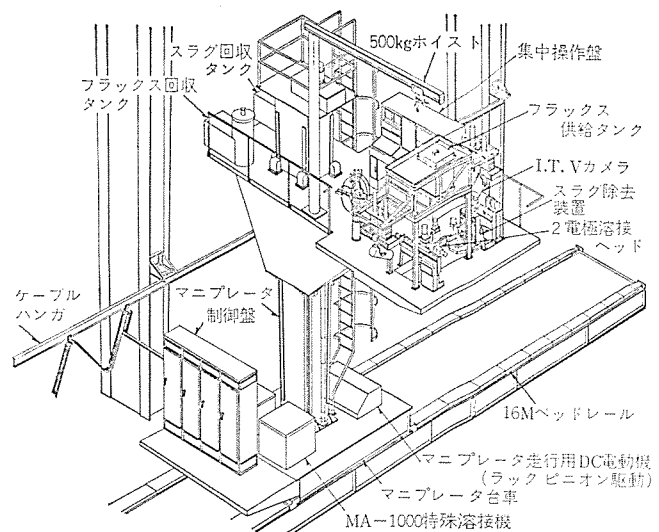 500kgホイスト
集中操作盤
スラグ回収
タンク
フラックス回収
タンク
フラックス
供給タンク
I.T.Vカメラ
スラグ除去
装置
2電極溶接
ヘッド
ケーブル
ハンガ
マニプレータ
制御盤
16Mベッドレール
マニプレータ走行用DC電動機
(ラックピニオン駆動)
マニプレータ台車
MA-1000特殊溶接機